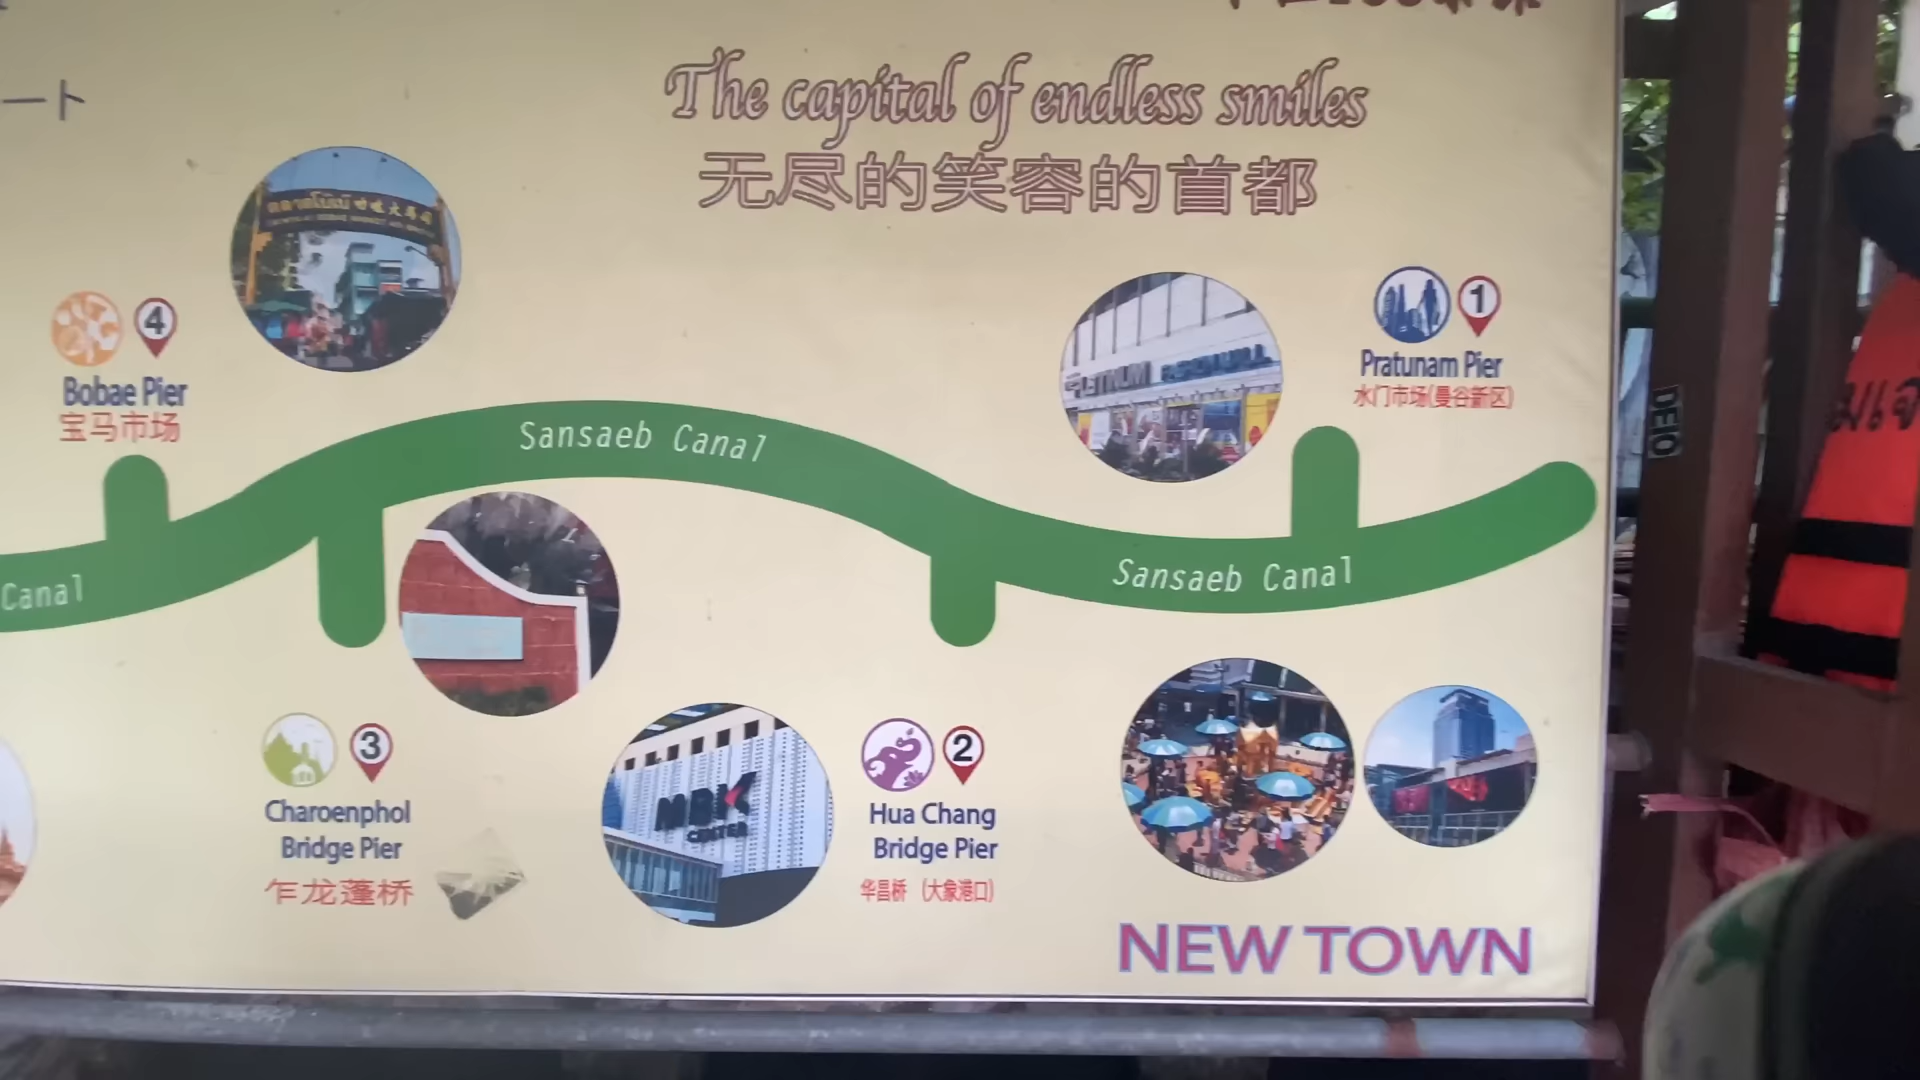 The capital of endless smiles
无尽的笑容的首都
ート
4
Bobae Pier
宝马市场
1
Pratunam Pier
水门市场(曼谷新区)
PLATINUM
Sansaeb Canal
Canal
Sansaeb Canal
3
Charoenphol
Bridge Pier
乍龙蓬桥
MBK
CENTER
2
Hua Chang
Bridge Pier
华昌桥 (大象港口)
NEW TOWN